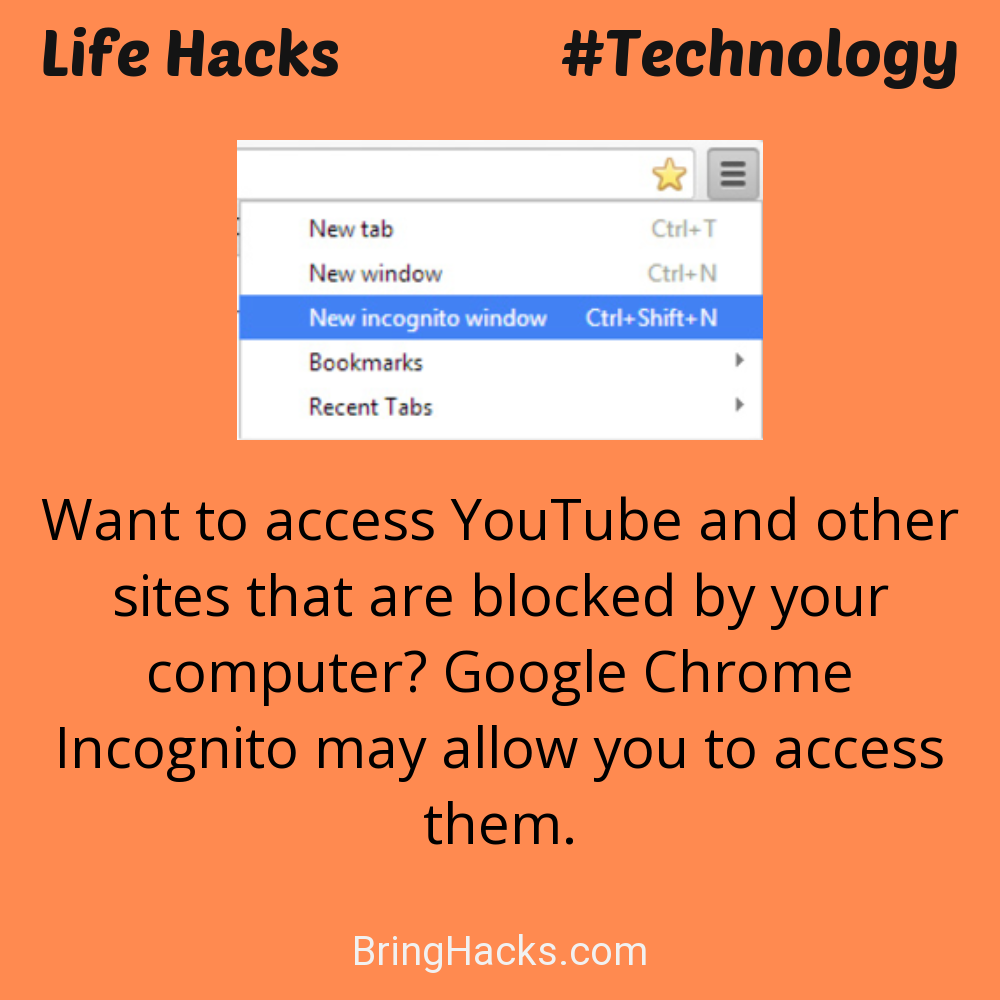 Life Hacks #Technology
New tab Ctrl+T
New window Ctrl+N
New incognito window Ctrl+Shift+N
Bookmarks
Recent Tabs
Want to access YouTube and other
sites that are blocked by your
computer? Google Chrome
Incognito may allow you to access
them.
BringHacks.com